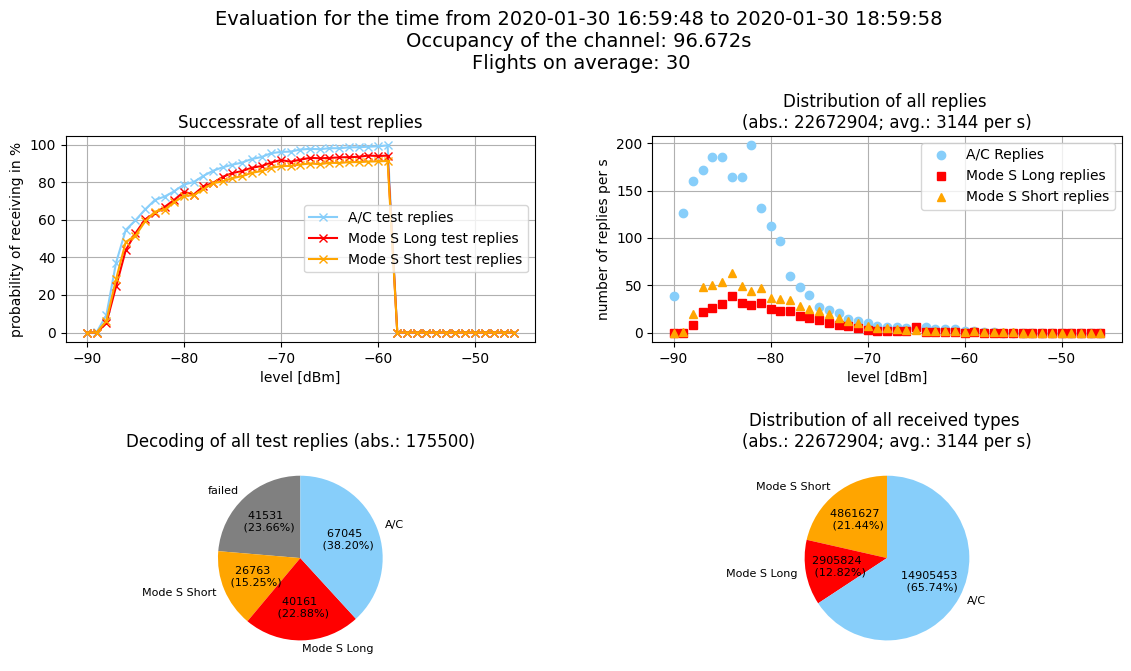 Evaluation for the time from 2020-01-30 16:59:48 to 2020-01-30 18:59:58
Occupancy of the channel: 96.672s
Flights on average: 30
Successrate of all test replies
probability of receiving in %
100
80
60
40
20
0
A/C test replies
Mode S Long test replies
Mode S Short test replies
−90
−80
−70
−60
−50
level [dBm]
Distribution of all replies
(abs.: 22672904; avg.: 3144 per s)
number of replies per s
200
150
100
50
0
A/C Replies
Mode S Long replies
Mode S Short replies
−90
−80
−70
−60
−50
level [dBm]
Decoding of all test replies (abs.: 175500)
failed
41531
(23.66%)
A/C
67045
(38.20%)
Mode S Short
26763
(15.25%)
40161
(22.88%)
Mode S Long
Distribution of all received types
(abs.: 22672904; avg.: 3144 per s)
Mode S Short
4861627
(21.44%)
Mode S Long
2905824
(12.82%)
14905453
(65.74%)
A/C